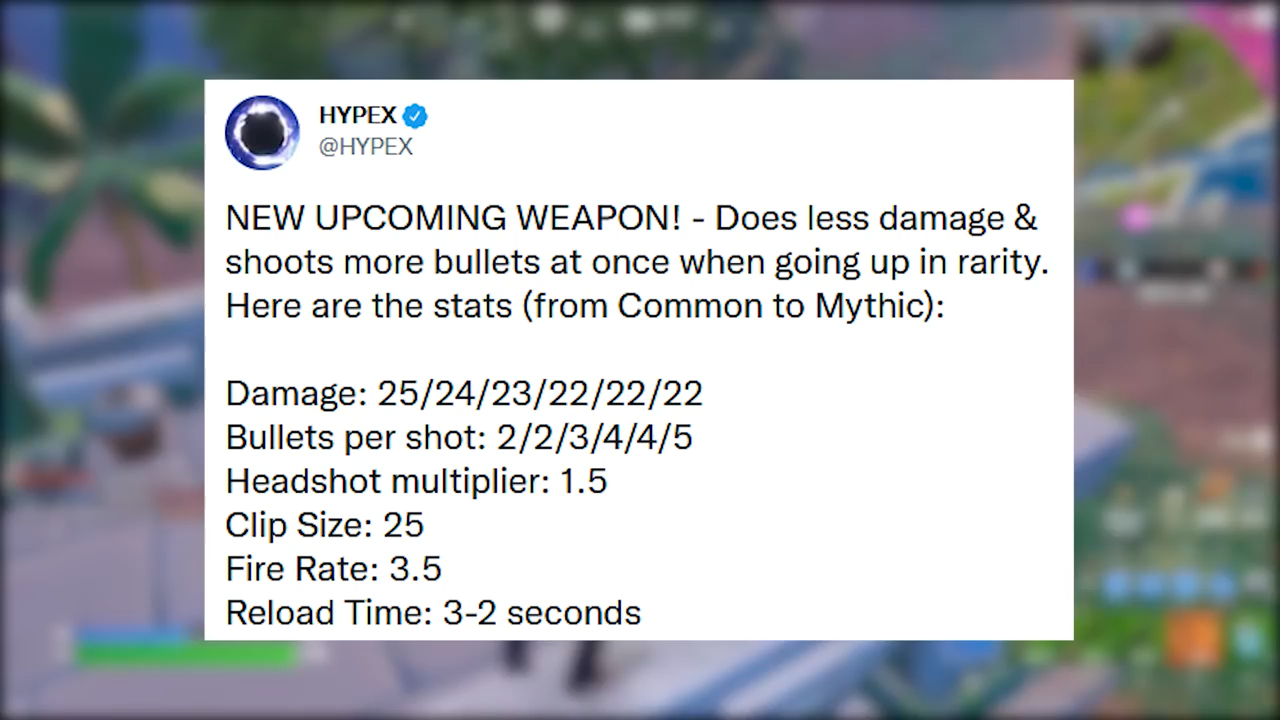 HYPEX
@HYPEX
NEW UPCOMING WEAPON! - Does less damage &
shoots more bullets at once when going up in rarity.
Here are the stats (from Common to Mythic):
Damage: 25/24/23/22/22/22
Bullets per shot: 2/2/3/4/4/5
Headshot multiplier: 1.5
Clip Size: 25
Fire Rate: 3.5
Reload Time: 3-2 seconds